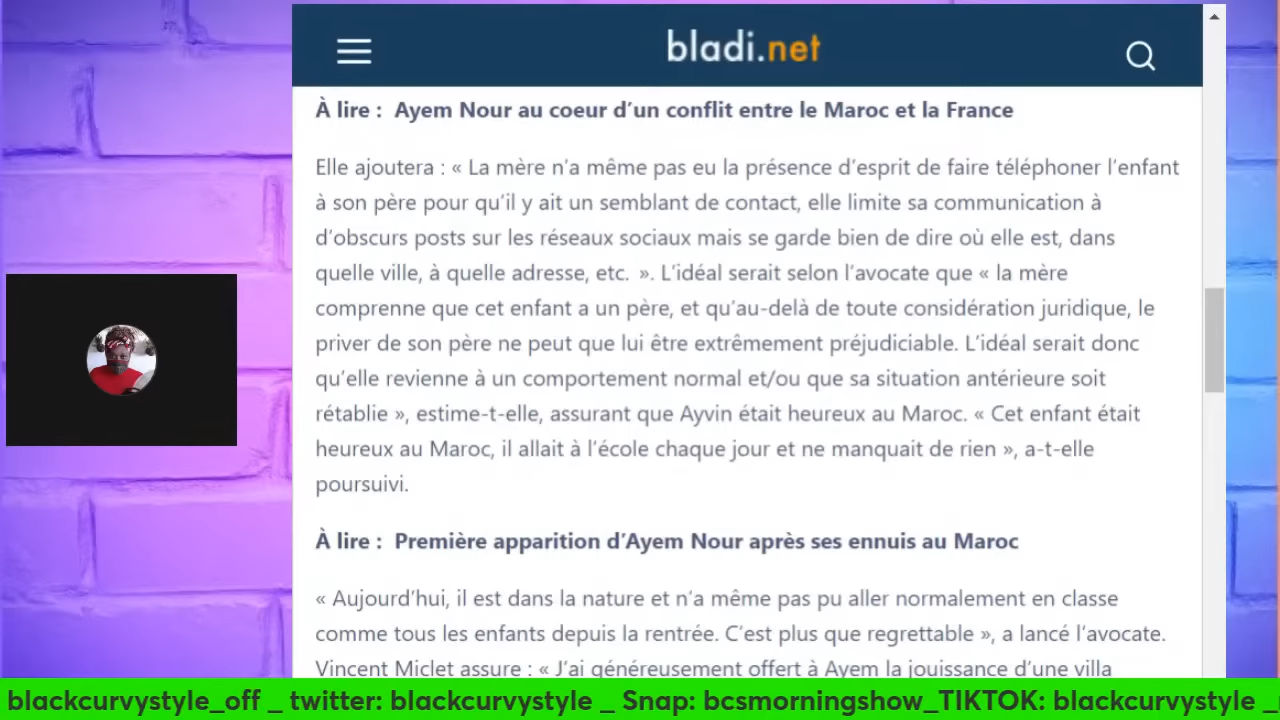 bladi.net
À lire : Ayem Nour au coeur d’un conflit entre le Maroc et la France
Elle ajoutera : « La mère n’a même pas eu la présence d’esprit de faire téléphoner l’enfant
à son père pour qu’il y ait un semblant de contact, elle limite sa communication à
d’obscurs posts sur les réseaux sociaux mais se garde bien de dire où elle est, dans
quelle ville, à quelle adresse, etc. ». L’idéal serait selon l’avocate que « la mère
comprenne que cet enfant a un père, et qu’au-delà de toute considération juridique, le
priver de son père ne peut que lui être extrêmement préjudiciable. L’idéal serait donc
qu’elle revienne à un comportement normal et/ou que sa situation antérieure soit
rétablie », estime-t-elle, assurant que Ayvin était heureux au Maroc. « Cet enfant était
heureux au Maroc, il allait à l’école chaque jour et ne manquait de rien », a-t-elle
poursuivi.
À lire : Première apparition d’Ayem Nour après ses ennuis au Maroc
« Aujourd’hui, il est dans la nature et n’a même pas pu aller normalement en classe
comme tous les enfants depuis la rentrée. C’est plus que regrettable », a lancé l’avocate.
Vincent Miclet assure : « J’ai généreusement offert à Ayem la jouissance d’une villa
blackcurvystyle_off _ twitter: blackcurvystyle _ Snap: bcsmorningshow_TIKTOK: blackcurvystyle _